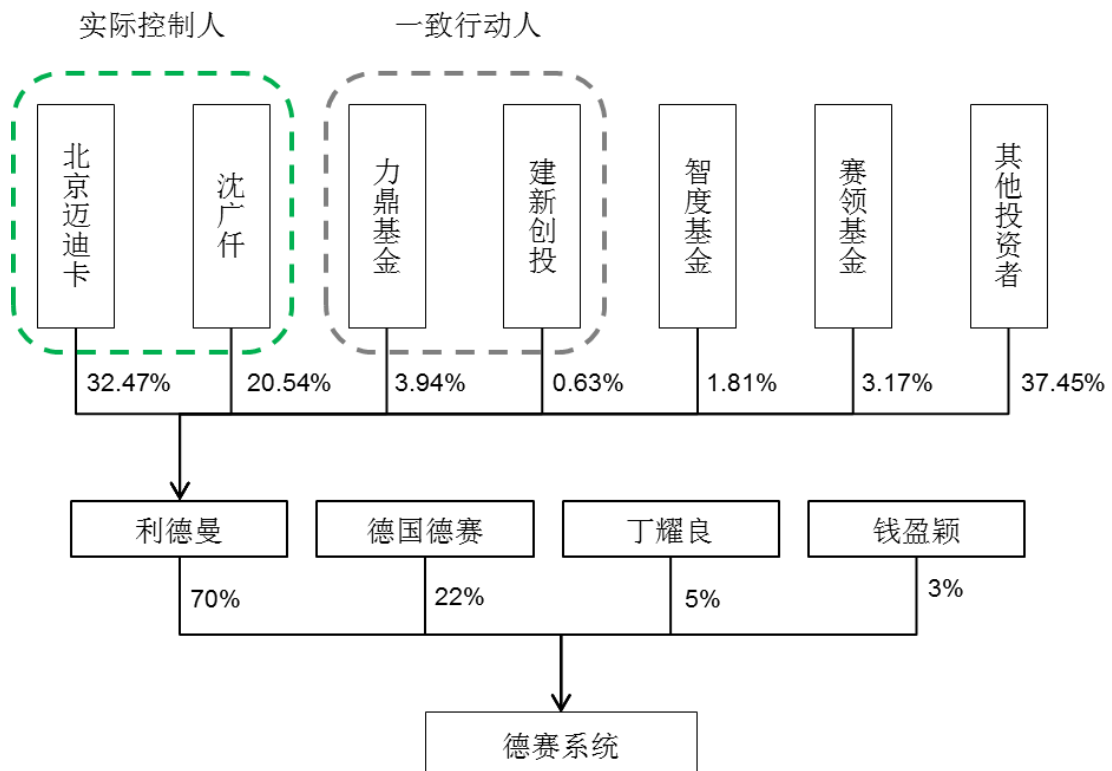 实际控制人
一致行动人
北京迈迪卡
沈广仟
力鼎基金
建新创投
智度基金
赛领基金
其他投资者
32.47%
20.54%
3.94%
0.63%
1.81%
3.17%
37.45%
利德曼
德国德赛
丁耀良
钱盈颖
70%
22%
5%
3%
德赛系统